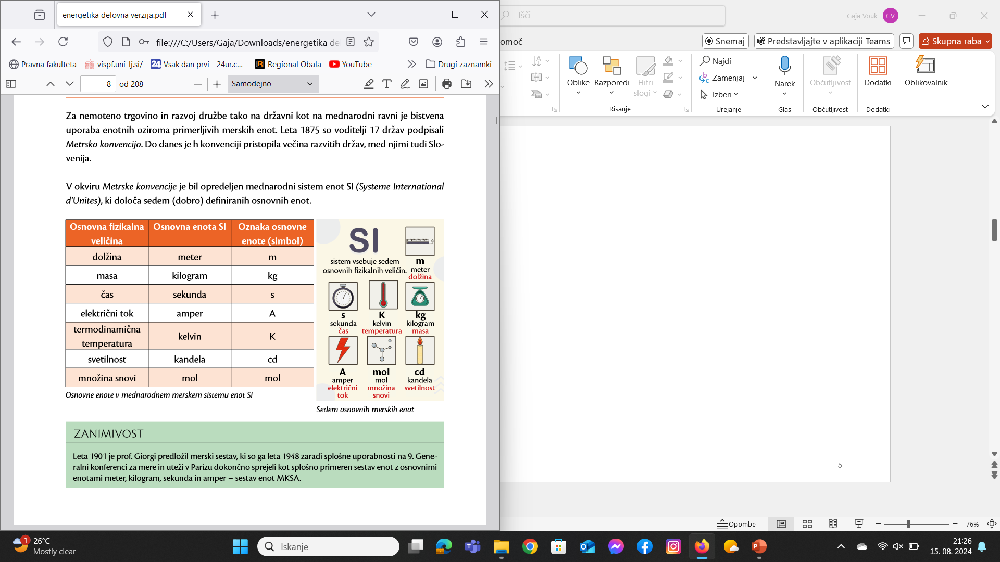 energetika delovna verzija.pdf
file:///C:/Users/Gaja/Downloads/energetika de
Pravna fakulteta
vispf.uni-lj.si/
24 Vsak dan prvi - 24ur.c...
Regional Obala
YouTube
Drugi zaznamki
8 od 208
Samodejno
Za nemoteno trgovino in razvoj družbe tako na državni kot na mednarodni ravni je bistvena
uporaba enotnih oziroma primerljivih merskih enot. Leta 1875 so voditelji 17 držav podpisali
Metrsko konvencijo. Do danes je h konvenciji pristopila večina razvitih držav, med njimi tudi Slo-
venija.
V okviru Metrske konvencije je bil opredeljen mednarodni sistem enot SI (Systeme International
d'Unites), ki določa sedem (dobro) definiranih osnovnih enot.
Osnovna fizikalna veličina Osnovna enota SI Oznaka osnovne enote (simbol)
dolžina meter m
masa kilogram kg
čas sekunda s
električni tok amper A
termodinamična temperatura kelvin K
svetilnost kandela cd
množina snovi mol mol
Osnovne enote v mednarodnem merskem sistemu enot SI
SI
sistem vsebuje sedem
osnovnih fizikalnih veličin.
m
meter
dolžina
s
sekunda
čas
K
kelvin
temperatura
kg
kilogram
masa
A
amper
električni
tok
mol
mol
množina
snovi
cd
kandela
svetilnost
Sedem osnovnih merskih enot
ZANIMIVOST
Leta 1901 je prof. Giorgi predložil merski sestav, ki so ga leta 1948 zaradi splošne uporabnosti na 9. Gene-
ralni konferenci za mere in uteži v Parizu dokončno sprejeli kot splošno primeren sestav enot z osnovnimi
enotami meter, kilogram, sekunda in amper – sestav enot MKSA.
Išči
Gaja Vouk GV
omoč
Snemaj
Predstavljajte v aplikaciji Teams
Skupna raba
Oblike
Razporedi
Hitri
slogi
Risanje
Najdi
Zamenjaj
Izberi
Urejanje
Narek
Glas
Občutljivost
Občutljivost
Dodatki
Dodatki
Oblikovalnik
5
Opombe
76%
1
26°C
Mostly clear
Iskanje
21:26
15. 08. 2024